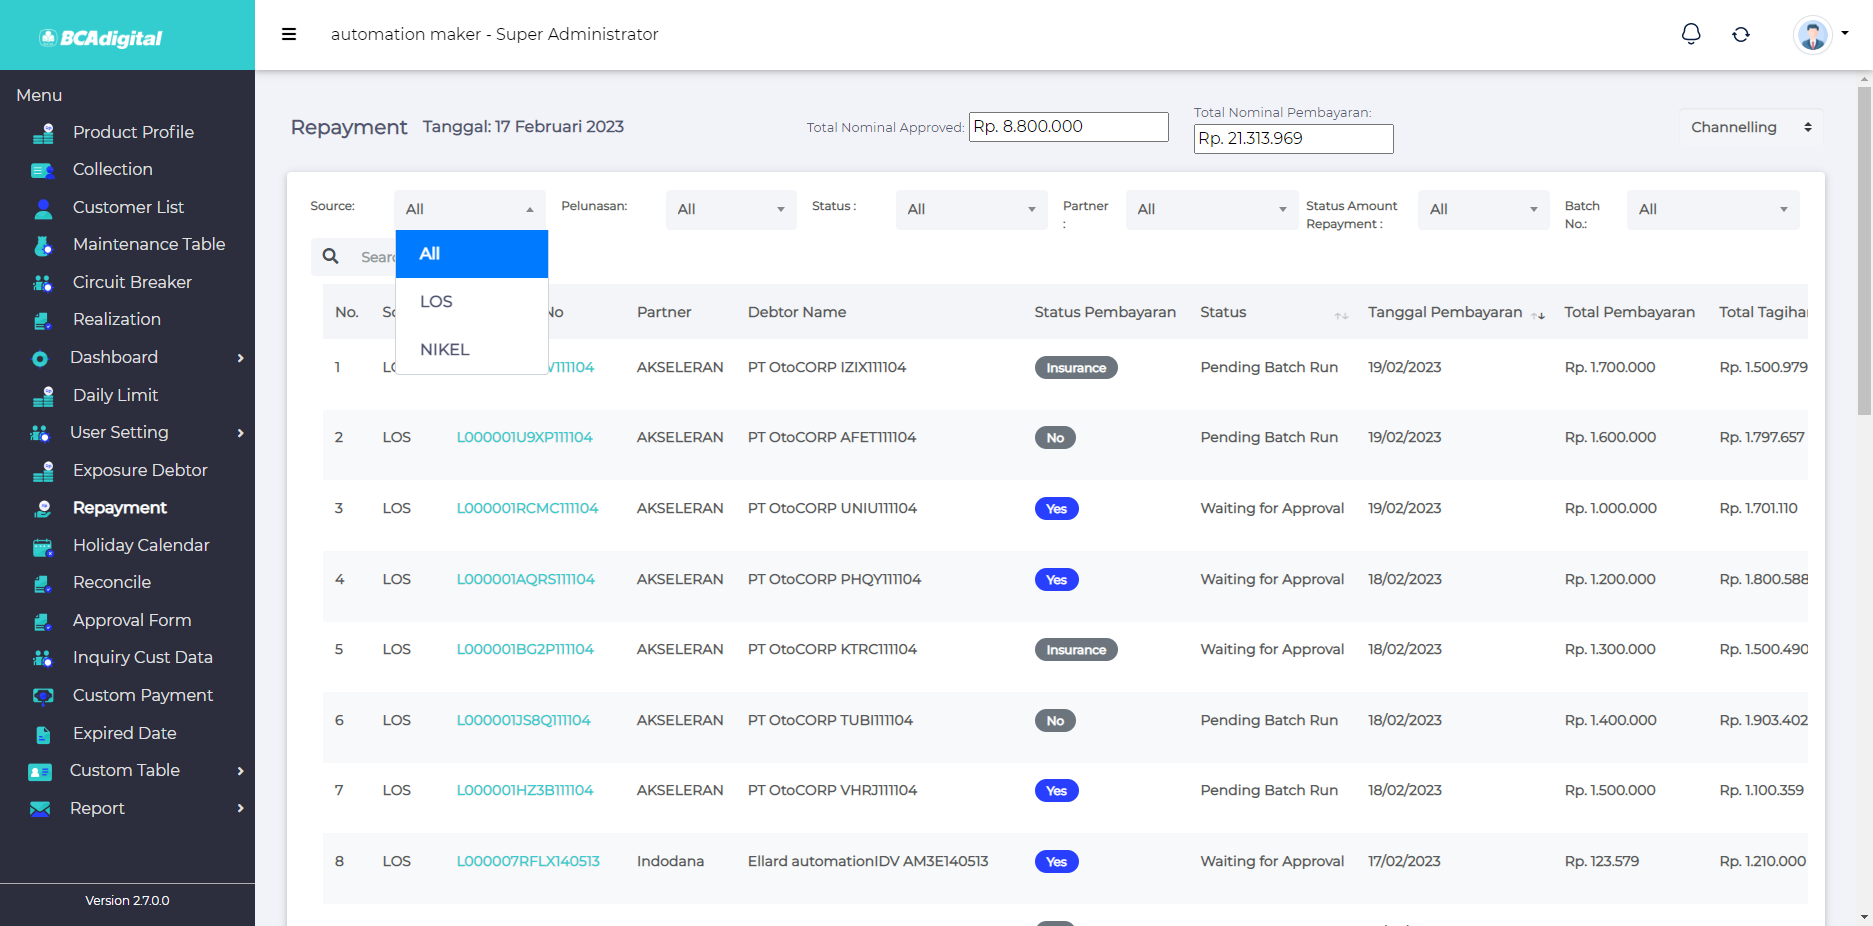 BCAdigital
automation maker - Super Administrator
Menu
Product Profile
Collection
Customer List
Maintenance Table
Circuit Breaker
Realization
Dashboard
Daily Limit
User Setting
Exposure Debtor
Repayment
Holiday Calendar
Reconcile
Approval Form
Inquiry Cust Data
Custom Payment
Expired Date
Custom Table
Report
Version 2.7.0.0
Repayment Tanggal: 17 Februari 2023
Total Nominal Approved: Rp. 8.800.000
Total Nominal Pembayaran:
Rp. 21.313.969
Channelling
Source: All Pelunasan: All Status : All Partner : All Status Amount Repayment : All Batch No.: All
All
LOS
NIKEL
No. No Partner Debtor Name Status Pembayaran Status Tanggal Pembayaran Total Pembayaran Total
1 111104 AKSELERAN PT OtoCORP IZIX111104 Insurance Pending Batch Run 19/02/2023 Rp. 1.700.000 Rp. 1.500.979
2 LOS L000001U9XP111104 AKSELERAN PT OtoCORP AFET111104 No Pending Batch Run 19/02/2023 Rp. 1.600.000 Rp. 1.797.657
3 LOS L000001RCMC111104 AKSELERAN PT OtoCORP UNIU111104 Yes Waiting for Approval 19/02/2023 Rp. 1.000.000 Rp. 1.701.110
4 LOS L000001AQRS111104 AKSELERAN PT OtoCORP PHQY111104 Yes Waiting for Approval 18/02/2023 Rp. 1.200.000 Rp. 1.800.588
5 LOS L000001BG2P111104 AKSELERAN PT OtoCORP KTRC111104 Insurance Waiting for Approval 18/02/2023 Rp. 1.300.000 Rp. 1.500.490
6 LOS L000001JS8Q111104 AKSELERAN PT OtoCORP TUBI111104 No Pending Batch Run 18/02/2023 Rp. 1.400.000 Rp. 1.903.402
7 LOS L000001HZ3B111104 AKSELERAN PT OtoCORP VHRJ111104 Yes Pending Batch Run 18/02/2023 Rp. 1.500.000 Rp. 1.100.359
8 LOS L000007RFLX140513 Indodana Ellard automationIDV AM3E140513 Yes Waiting for Approval 17/02/2023 Rp. 123.579 Rp. 1.210.000